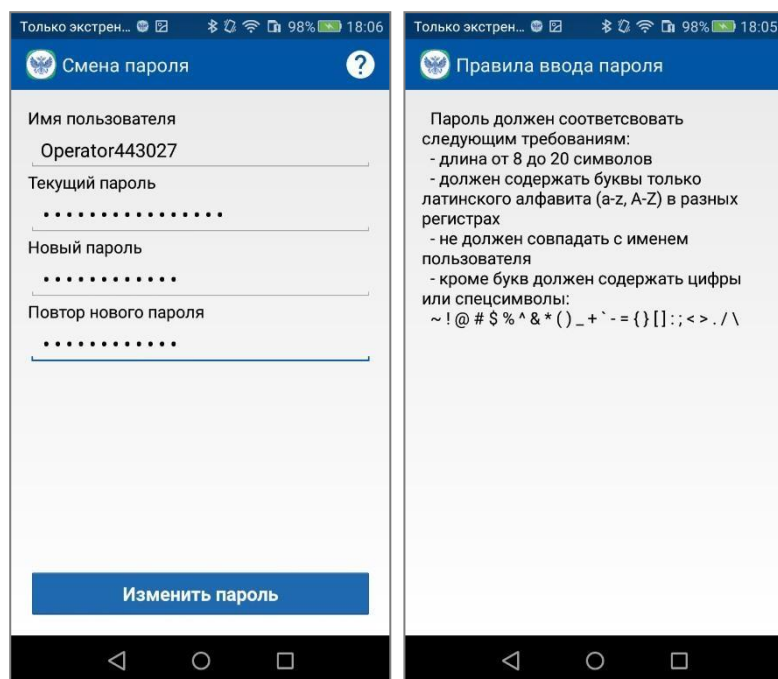 Только экстрен... 98% 18:06
Смена пароля ?
Имя пользователя
Operator443027
Текущий пароль
••••••••••••••••
Новый пароль
••••••••••••
Повтор нового пароля
••••••••••••
Изменить пароль
Только экстрен... 98% 18:05
Правила ввода пароля
Пароль должен соответсвовать
следующим требованиям:
- длина от 8 до 20 символов
- должен содержать буквы только
латинского алфавита (a-z, A-Z) в разных
регистрах
- не должен совпадать с именем
пользователя
- кроме букв должен содержать цифры
или спецсимволы:
~ ! @ # $ % ^ & * ( ) _ + ` - = { } [ ] : ; < > . / \